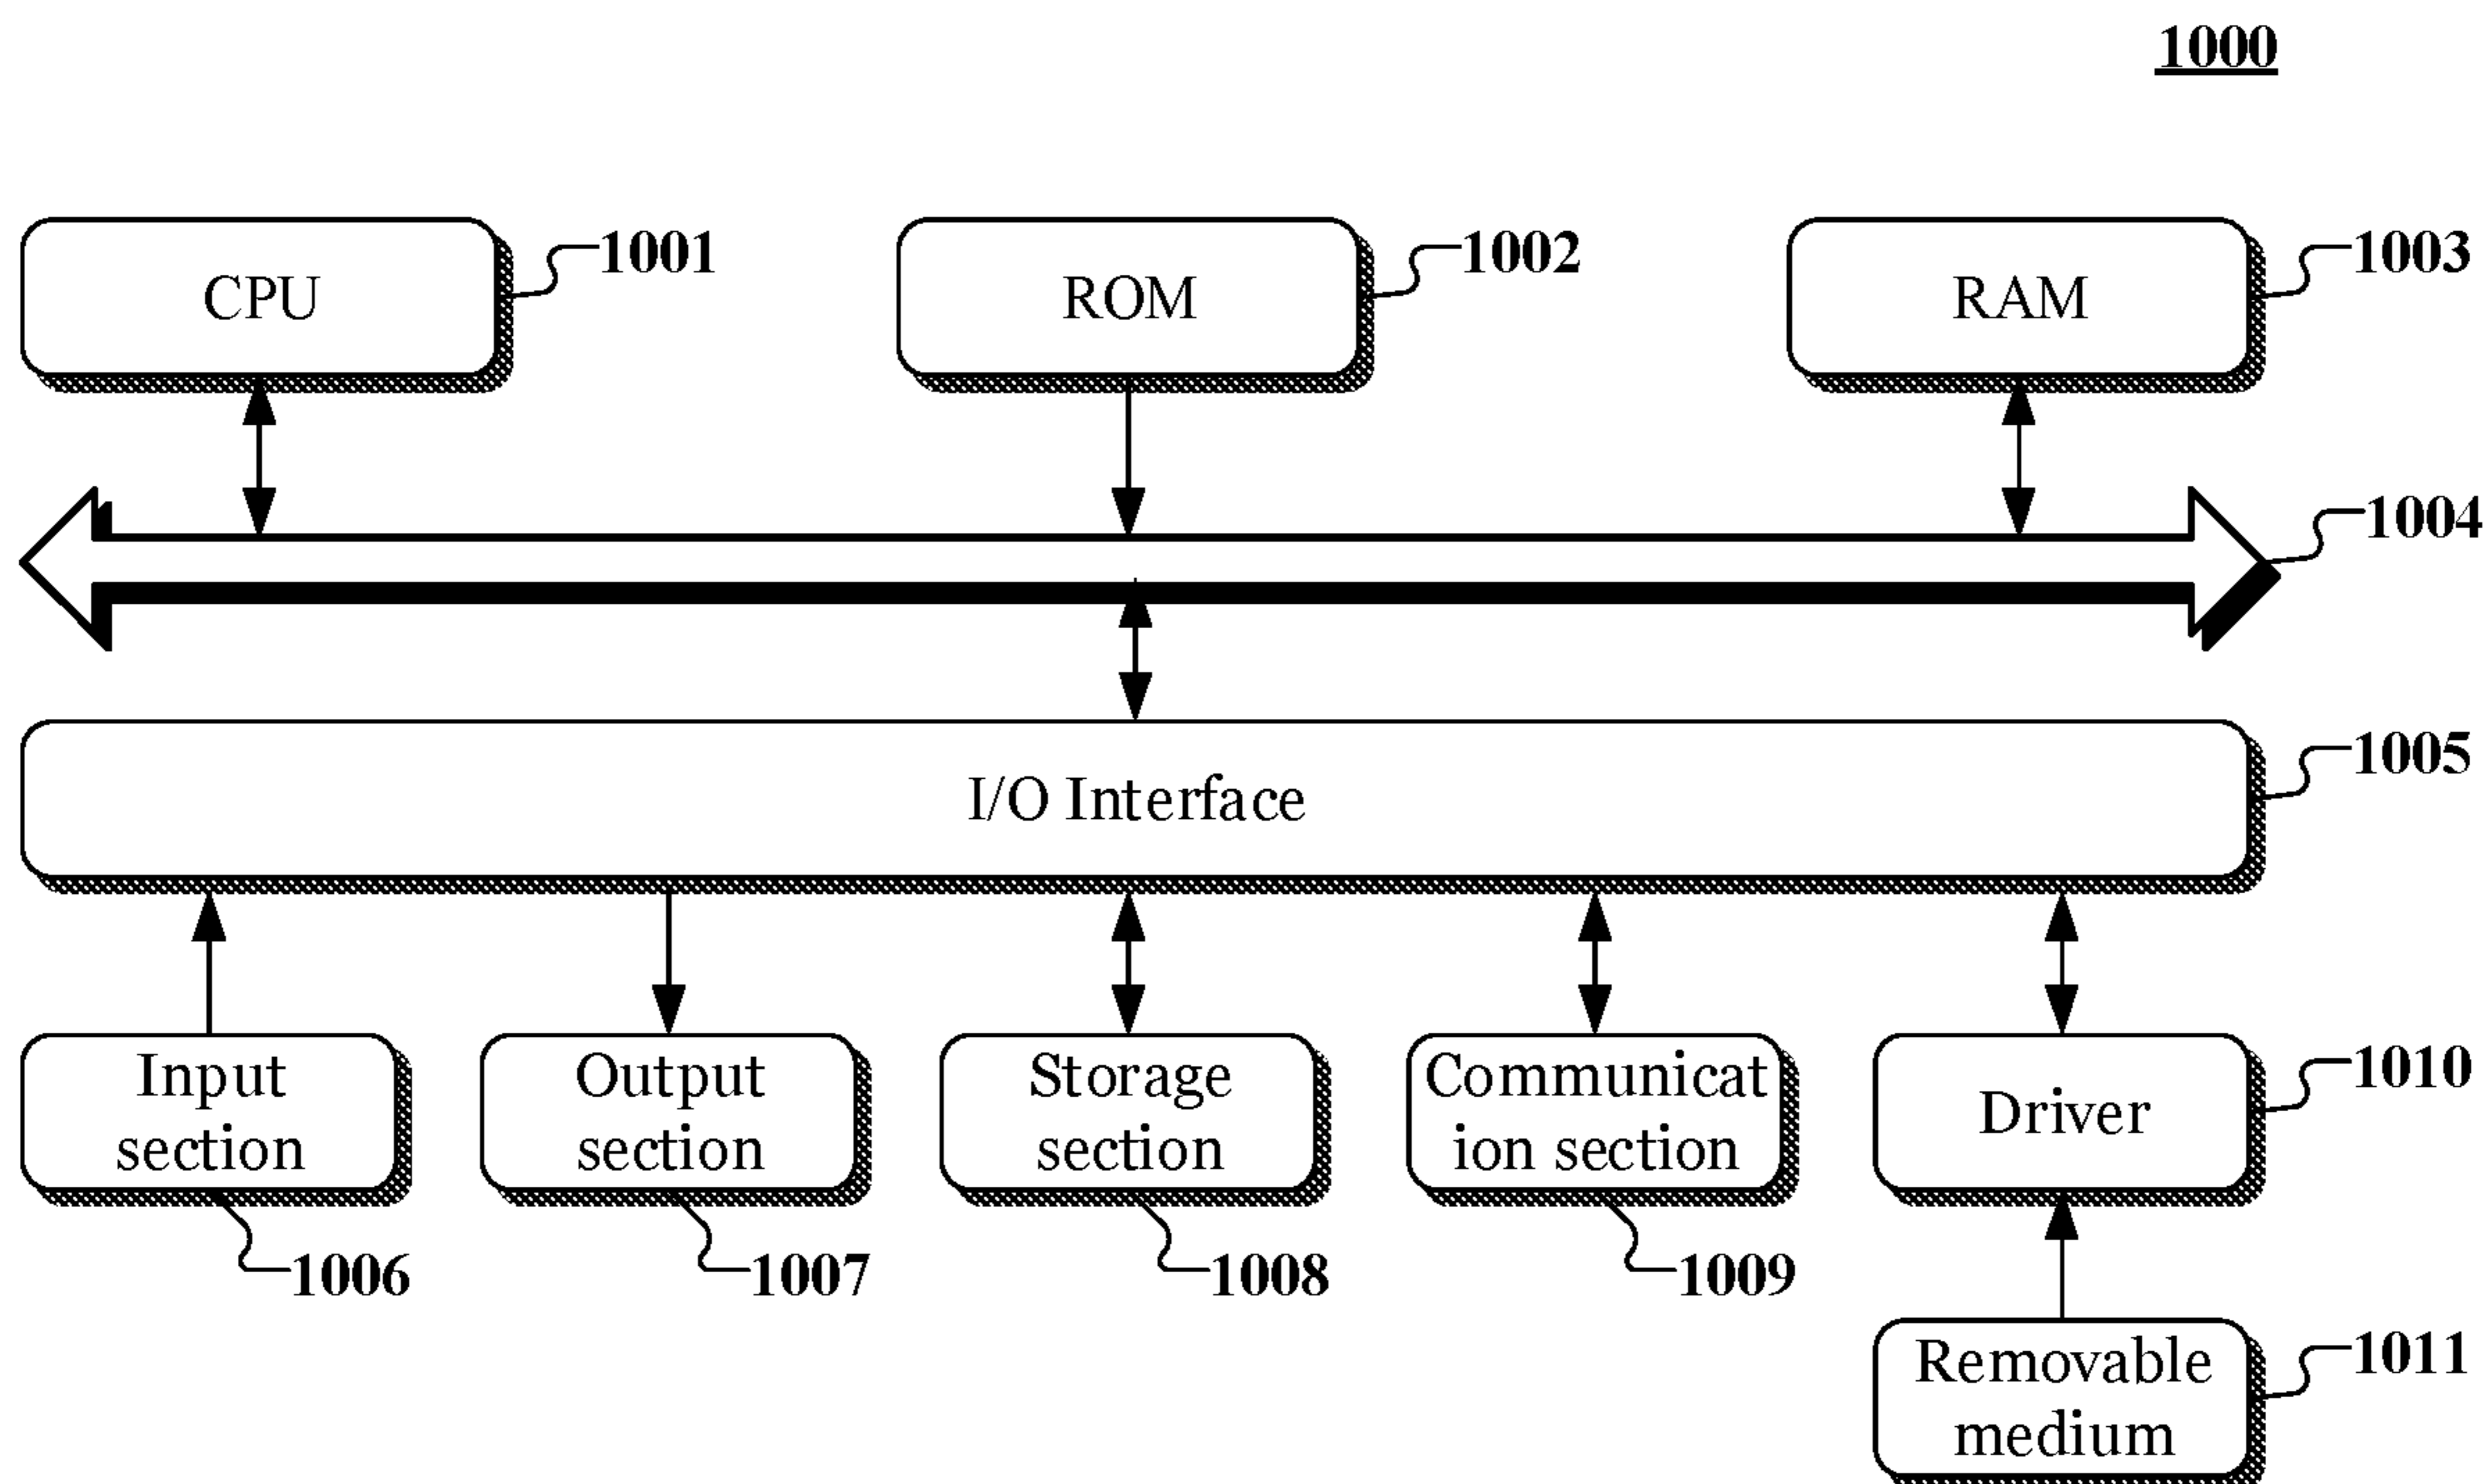 1000
CPU
1001
ROM
1002
RAM
1003
1004
I/O Interface
1005
Input
section
1006
Output
section
1007
Storage
section
1008
Communicat
ion section
1009
Driver
1010
Removable
medium
1011